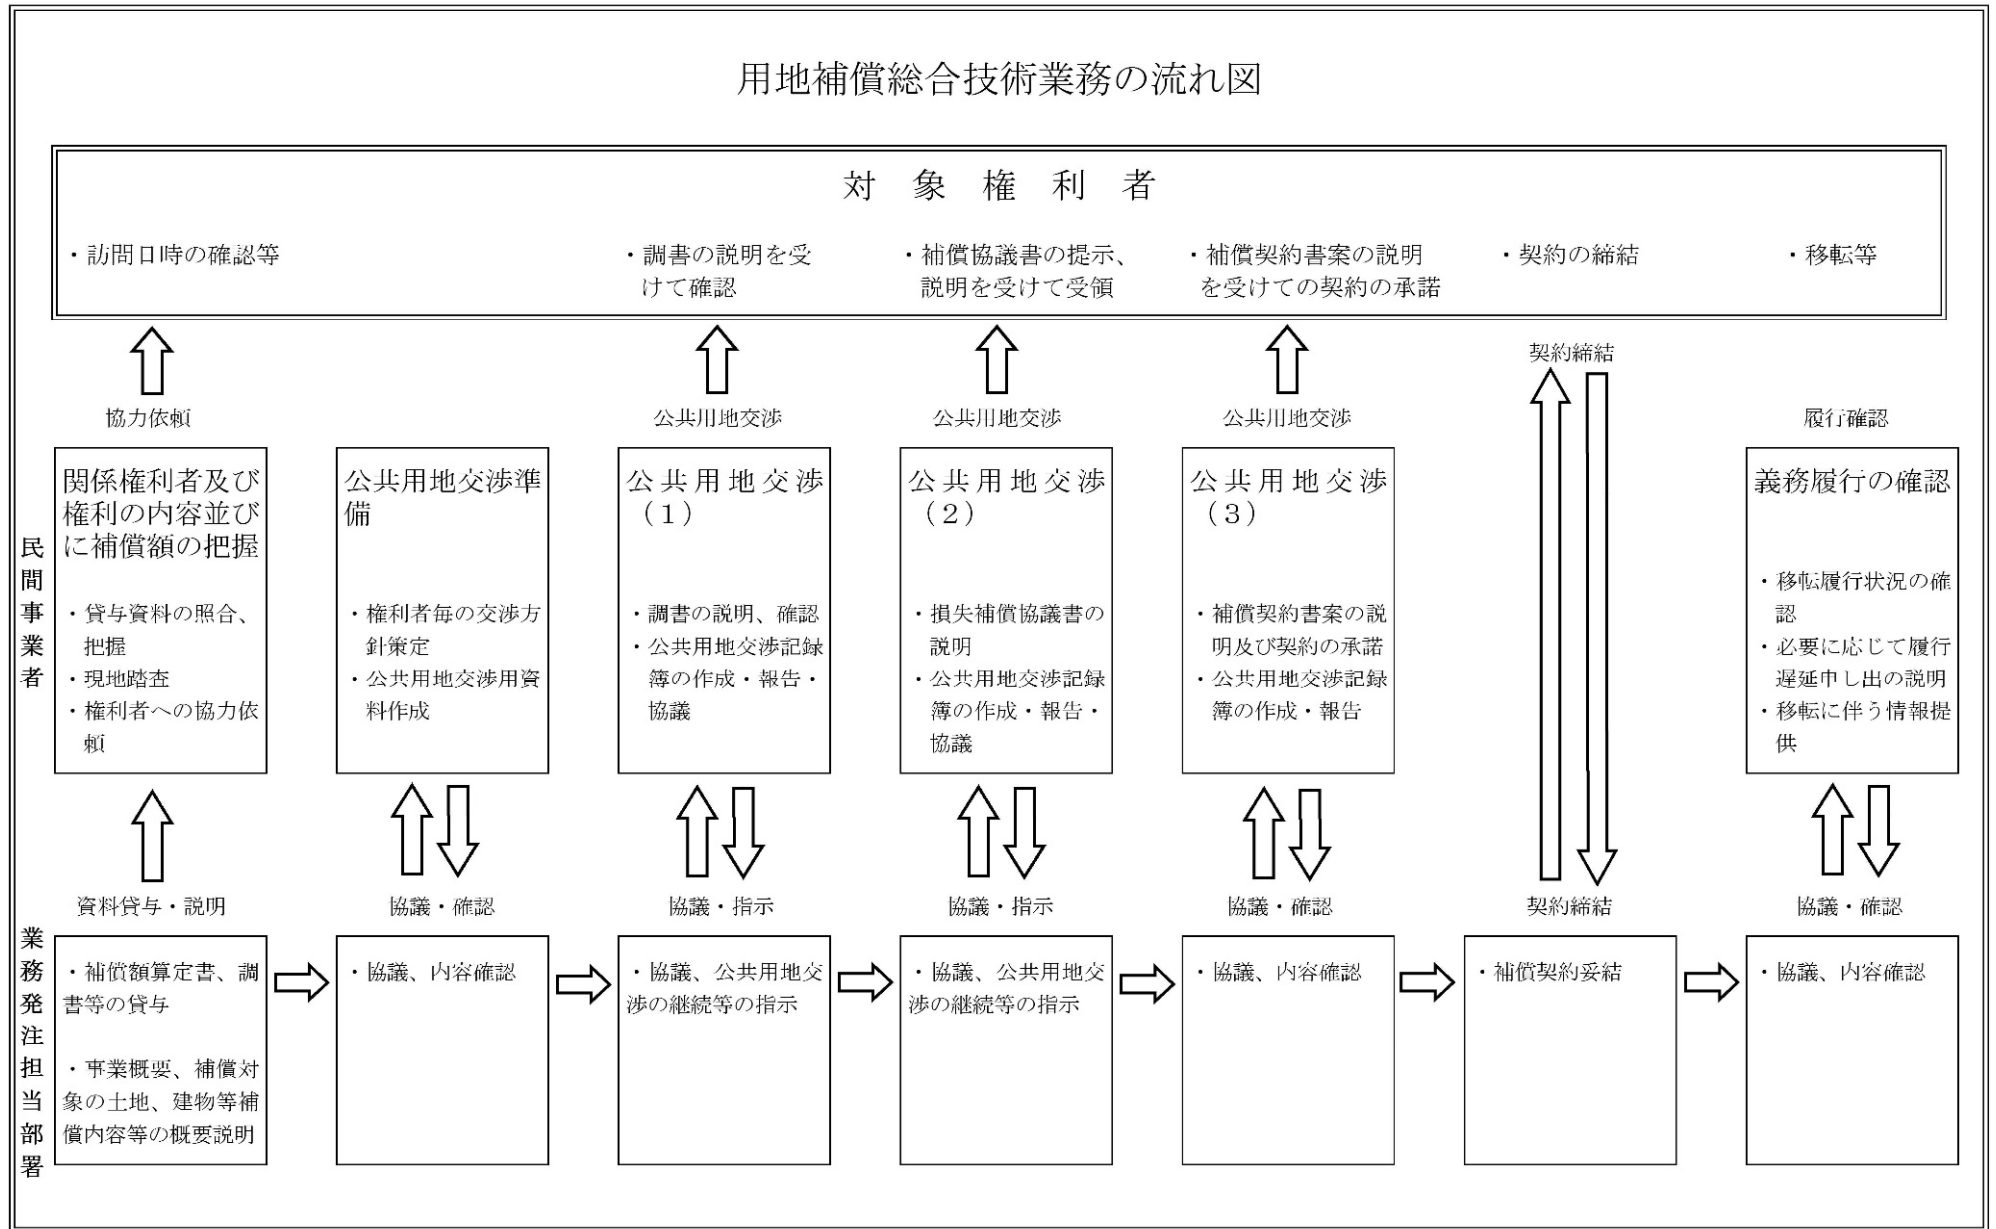 用地補償総合技術業務の流れ図
対象権利者
・訪問日時の確認等
・調書の説明を受
けて確認
・補償協議書の提示、
説明を受けて受領
・補償契約書案の説明
を受けての契約の承諾
・契約の締結
・移転等
協力依頼
公共用地交渉
公共用地交渉
公共用地交渉
契約締結
履行確認
民間事業者
関係権利者及び
権利の内容並び
に補償額の把握
・貸与資料の照合、
把握
・現地踏査
・権利者への協力依
頼
公共用地交渉準
備
・権利者毎の交渉方
針策定
・公共用地交渉用資
料作成
公共用地交渉
（１）
・調書の説明、確認
・公共用地交渉記録
簿の作成・報告・
協議
公共用地交渉
（２）
・損失補償協議書の
説明
・公共用地交渉記録
簿の作成・報告・
協議
公共用地交渉
（３）
・補償契約書案の説
明及び契約の承諾
・公共用地交渉記録
簿の作成・報告
義務履行の確認
・移転履行状況の確
認
・必要に応じて履行
遅延申し出の説明
・移転に伴う情報提
供
資料貸与・説明
協議・確認
協議・指示
協議・指示
協議・確認
契約締結
協議・確認
業務発注担当部署
・補償額算定書、調
書等の貸与
・事業概要、補償対
象の土地、建物等補
償内容等の概要説明
・協議、内容確認
・協議、公共用地交
渉の継続等の指示
・協議、公共用地交
渉の継続等の指示
・協議、内容確認
・補償契約妥結
・協議、内容確認